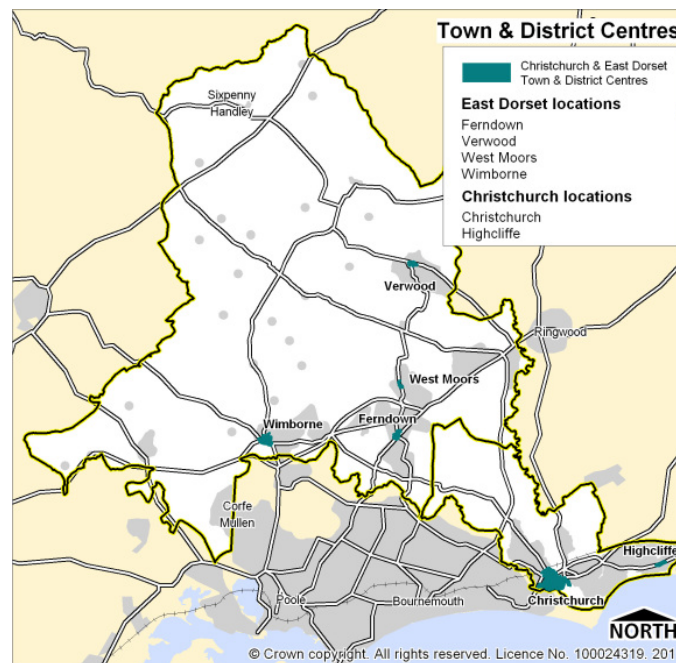 Town & District Centres
Christchurch & East Dorset
Town & District Centres
East Dorset locations
Ferndown
Verwood
West Moors
Wimborne
Christchurch locations
Christchurch
Highcliffe
Sixpenny
Handley
Verwood
Ringwood
West Moors
Wimborne
Ferndown
Corfe
Mullen
Highcliffe
Poole
Bournemouth
Christchurch
NORTH
© Crown copyright. All rights reserved. Licence No. 100024319. 201